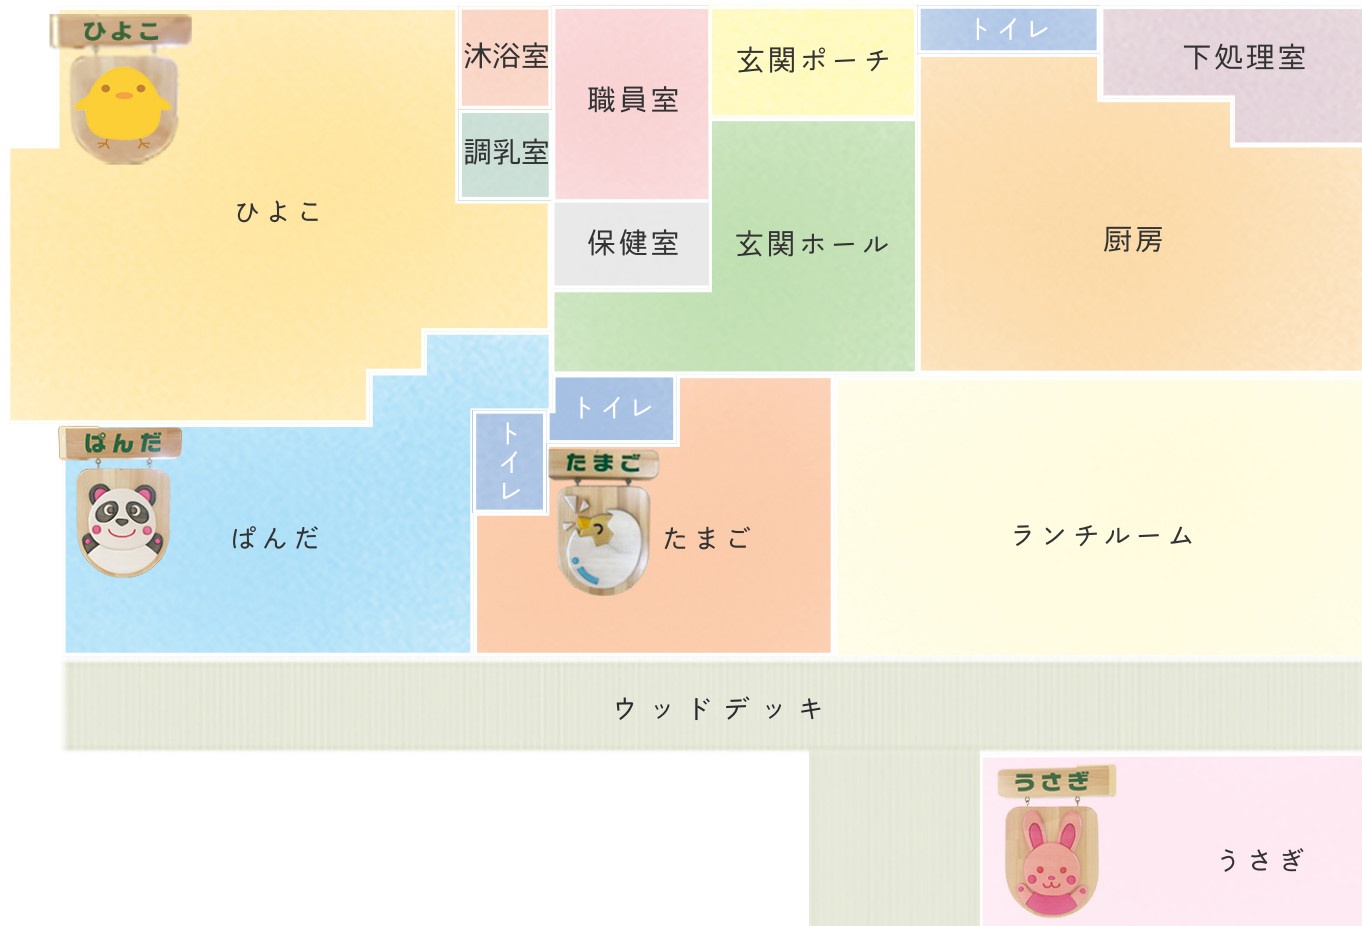 ひよこ
沐浴室
職員室
玄関ポーチ
トイレ
下処理室
調乳室
ひよこ
保健室
玄関ホール
厨房
トイレ
トイレ
ぱんだ
たまご
ぱんだ
たまご
ランチルーム
ウッドデッキ
うさぎ
うさぎ